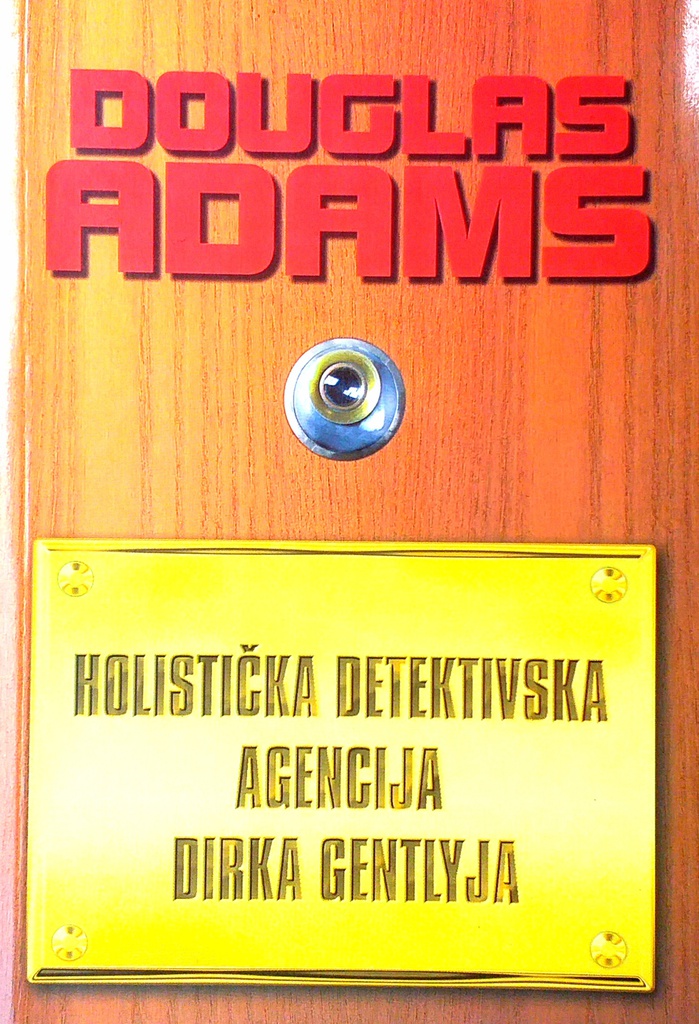 DOUGLAS
ADAMS
HOLISTIČKA DETEKTIVSKA
AGENCIJA
DIRKA GENTLYJA